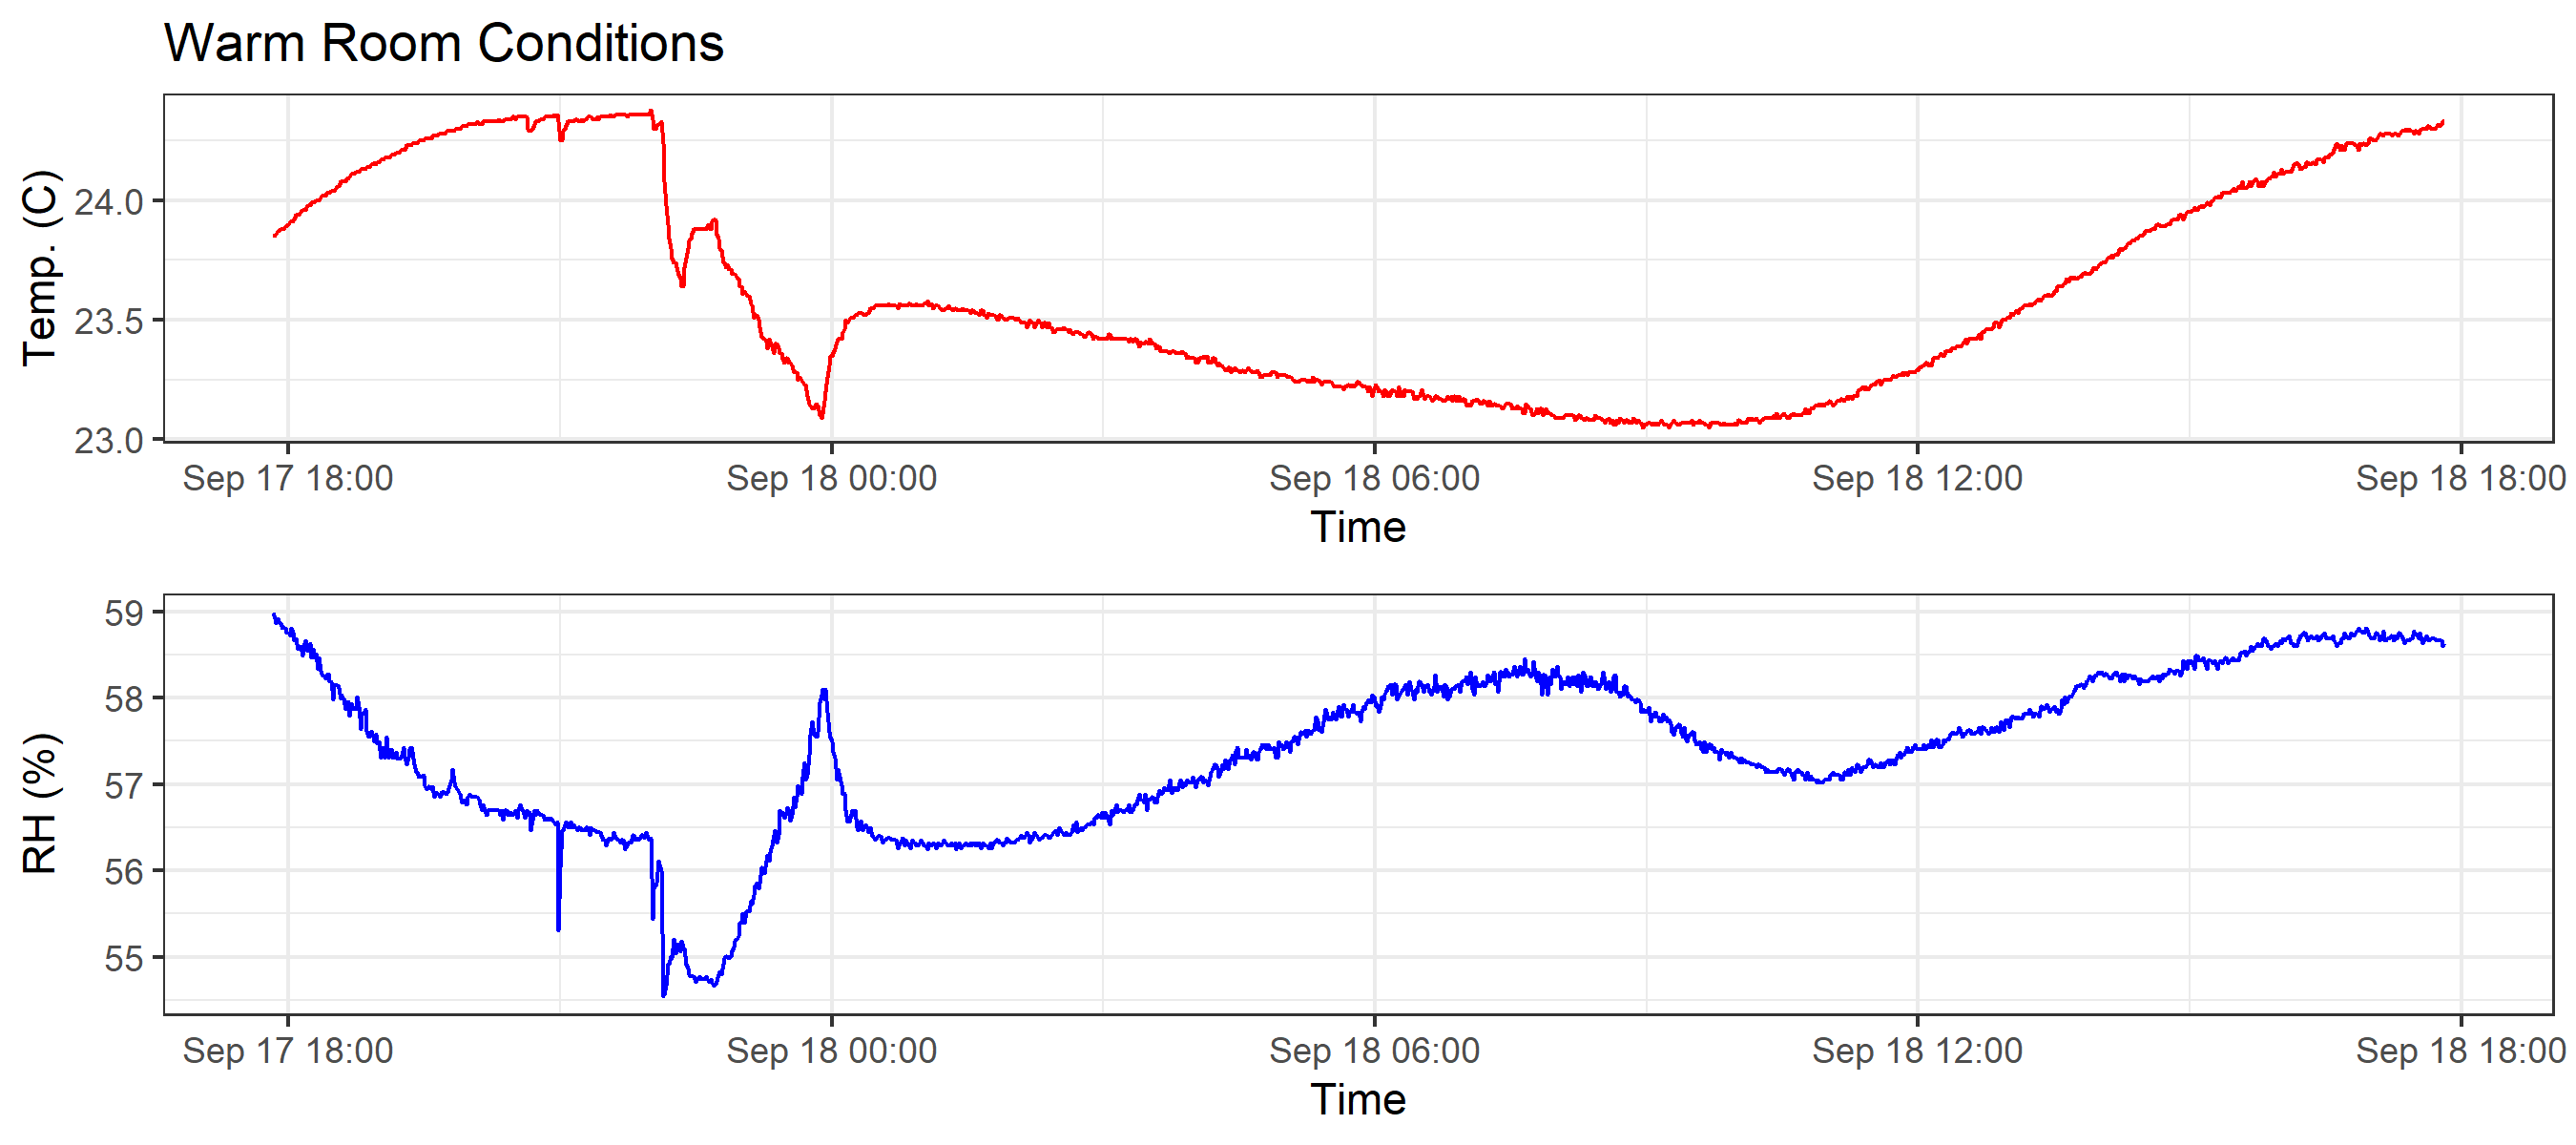 Warm Room Conditions
Temp. (C)
24.0
23.5
23.0
Sep 17 18:00 Sep 18 00:00 Sep 18 06:00 Sep 18 12:00 Sep 18 18:00
Time
RH (%)
59
58
57
56
55
Sep 17 18:00 Sep 18 00:00 Sep 18 06:00 Sep 18 12:00 Sep 18 18:00
Time